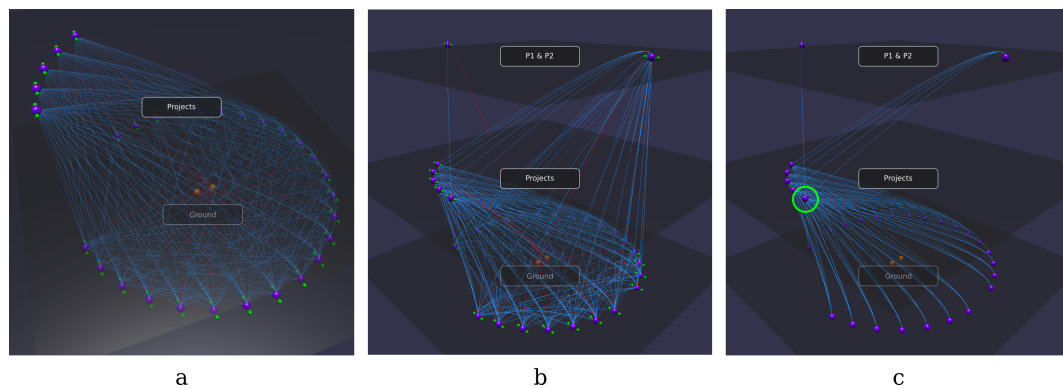 Projects
Ground
P1 & P2
Projects
Ground
P1 & P2
Projects
Ground
a
b
c